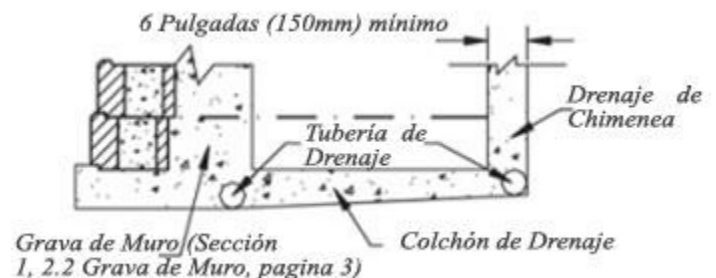 6 Pulgadas (150mm) mínimo
Drenaje de
Chimenea
Tubería de
Drenaje
Grava de Muro (Sección
1, 2.2 Grava de Muro, pagina 3)
Colchón de Drenaje